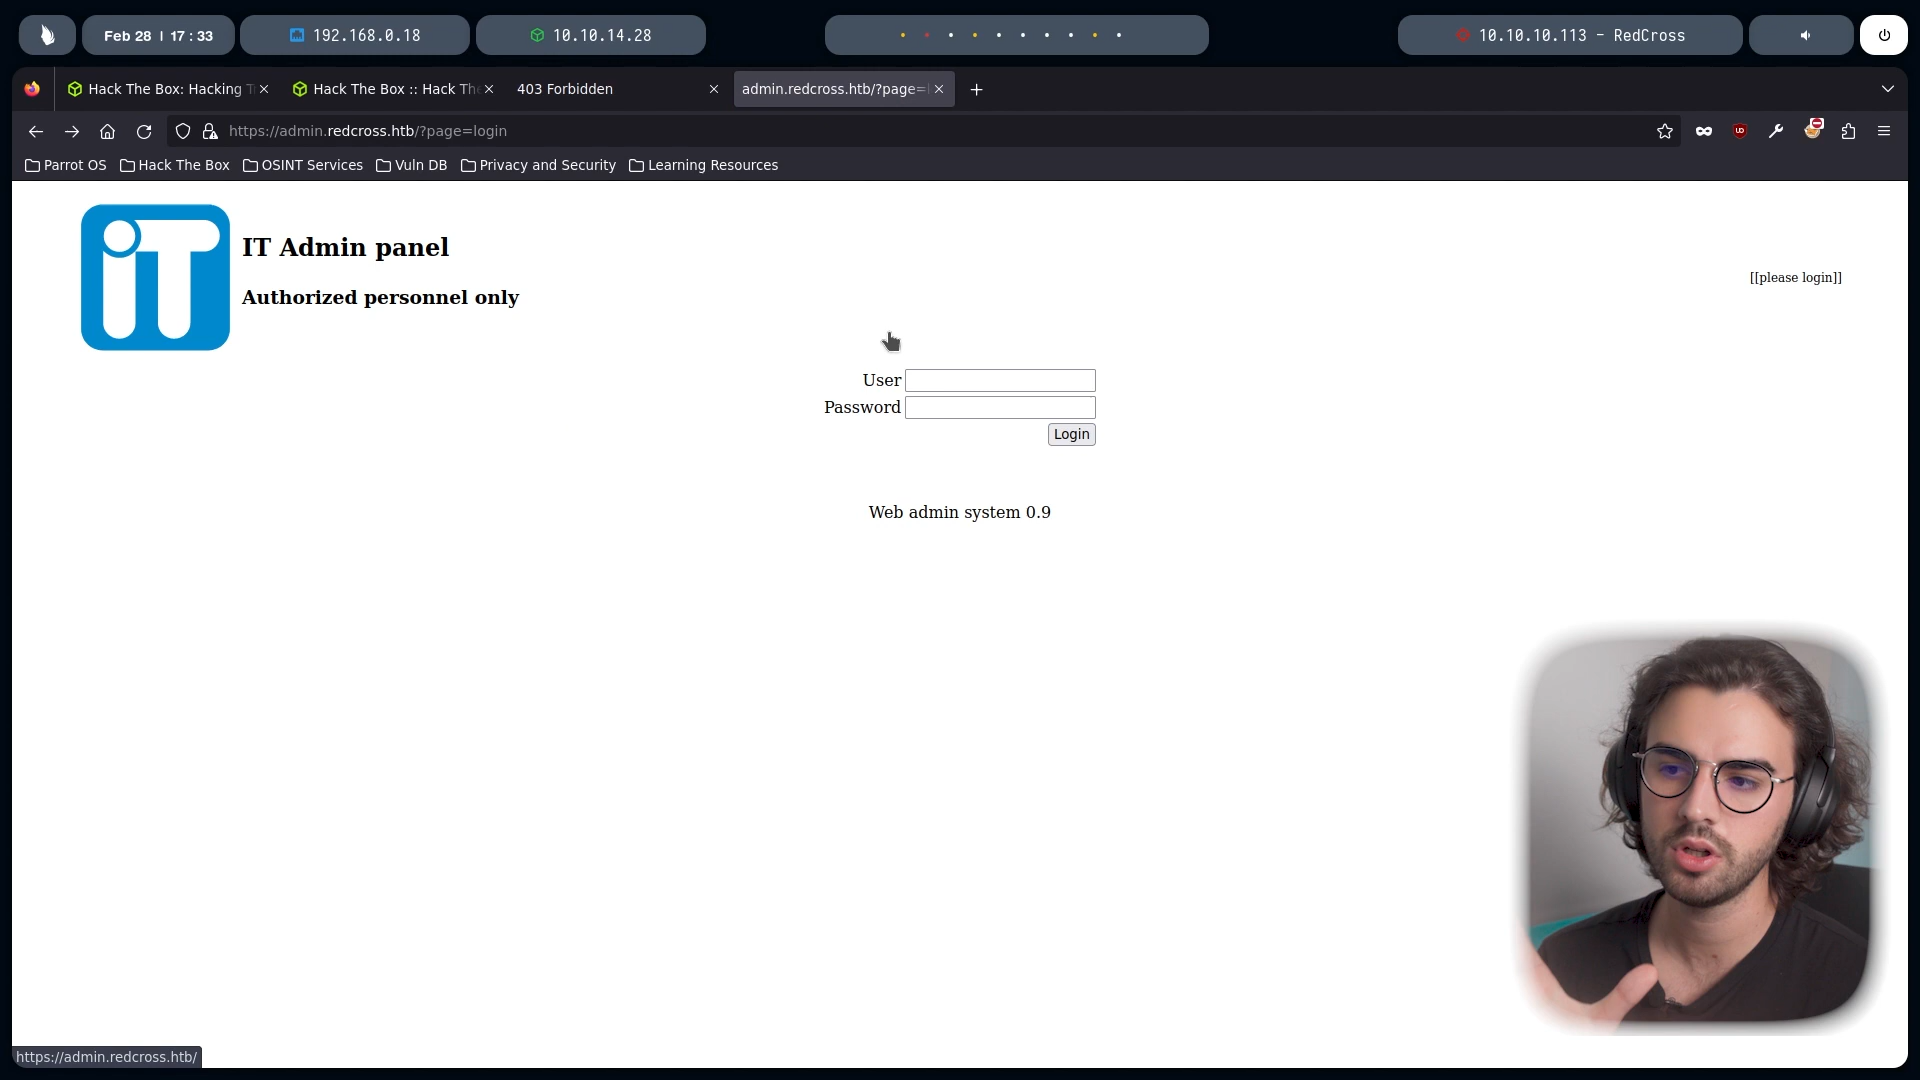 Feb 28 | 17:33
192.168.0.18
10.10.14.28
10.10.10.113 - RedCross
Hack The Box: Hacking T
Hack The Box :: Hack The
403 Forbidden
admin.redcross.htb/?page=
https://admin.redcross.htb/?page=login
Parrot OS
Hack The Box
OSINT Services
Vuln DB
Privacy and Security
Learning Resources
iT
IT Admin panel
Authorized personnel only
[[please login]]
User
Password
Login
Web admin system 0.9
https://admin.redcross.htb/